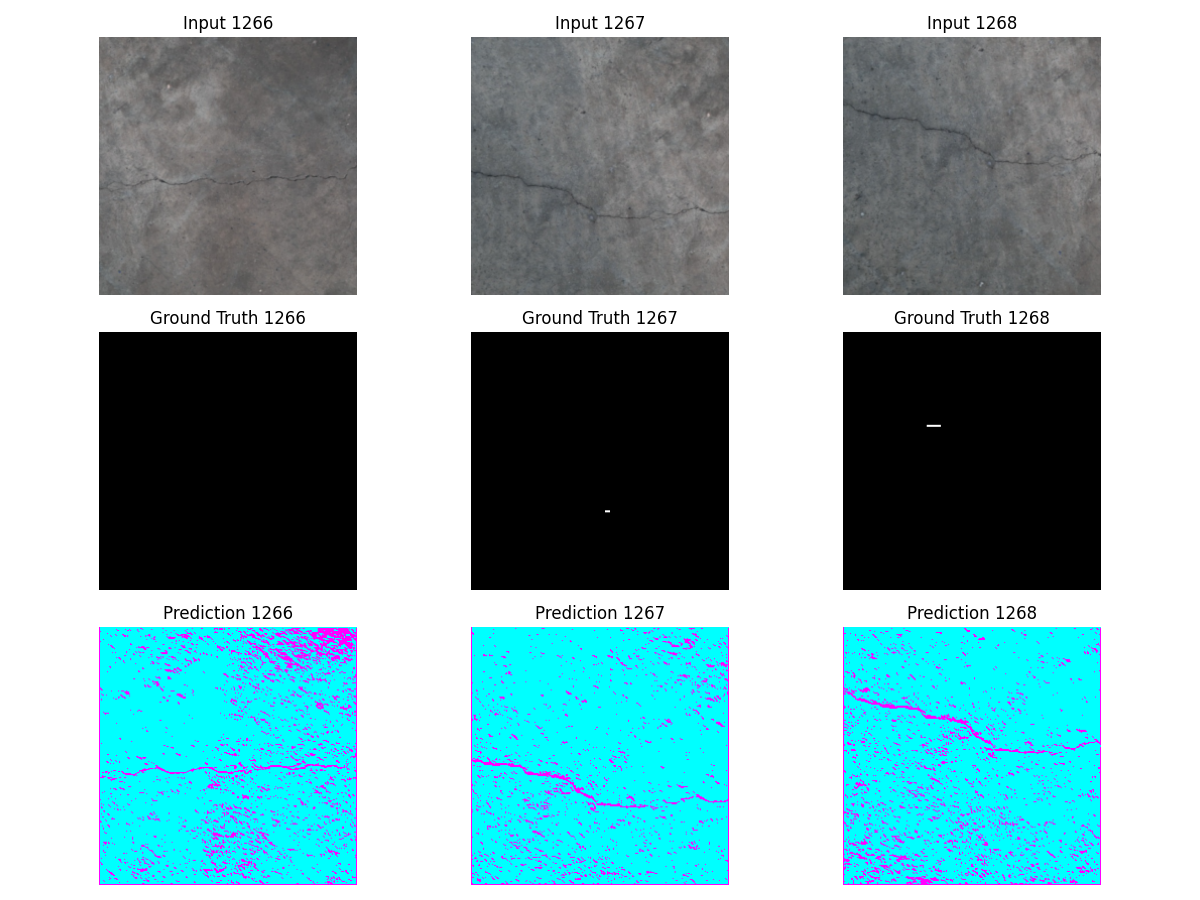 Input 1266
Input 1267
Input 1268
Ground Truth 1266
Ground Truth 1267
Ground Truth 1268
Prediction 1266
Prediction 1267
Prediction 1268